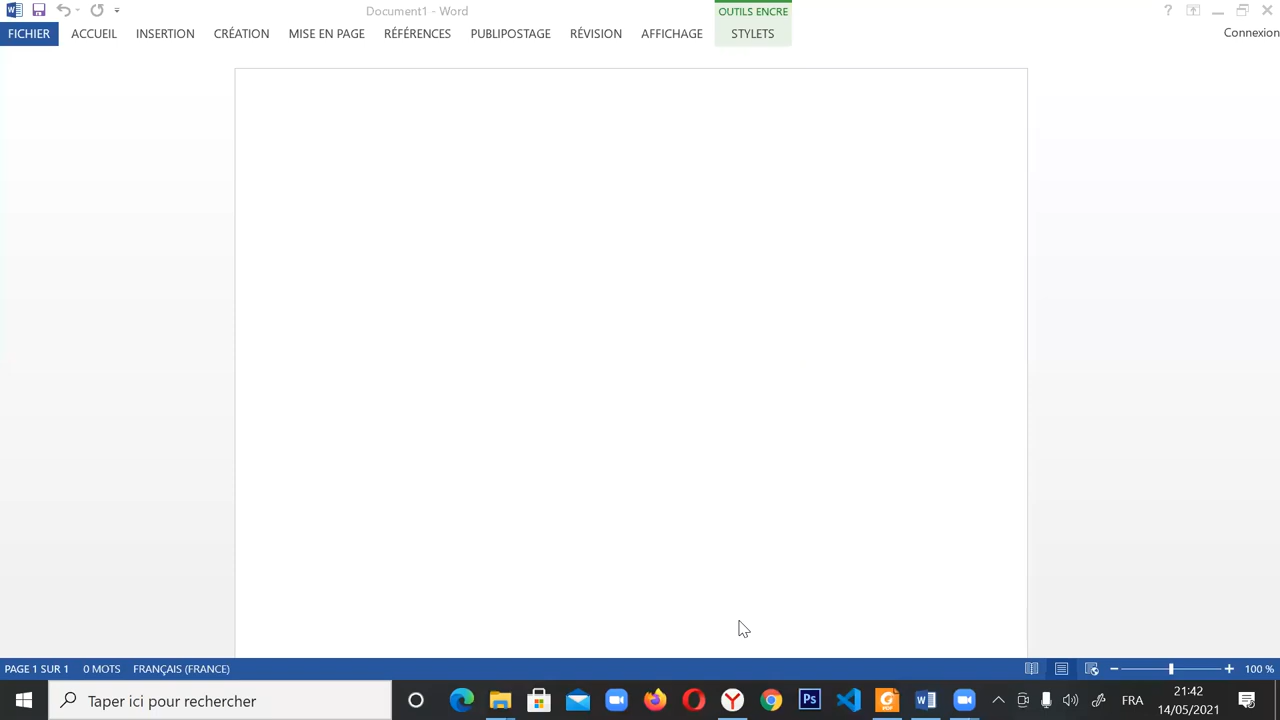 Document1 - Word
OUTILS ENCRE
FICHIER ACCUEIL INSERTION CRÉATION MISE EN PAGE RÉFÉRENCES PUBLIPOSTAGE RÉVISION AFFICHAGE STYLETS Connexion
PAGE 1 SUR 1 0 MOTS FRANÇAIS (FRANCE) 100 %
Taper ici pour rechercher
Ps
PDF
FRA
21:42
14/05/2021